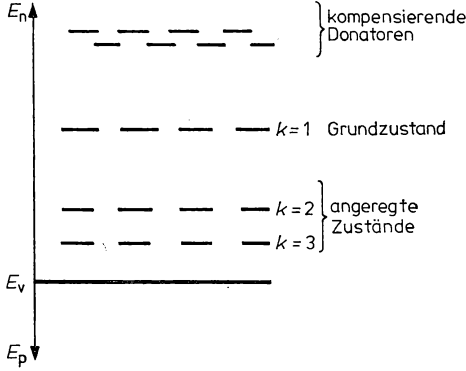 Eₙ
kompensierende
Donatoren
k=1 Grundzustand
k=2
angeregte
Zustände
k=3
Eᵥ
Eₚ